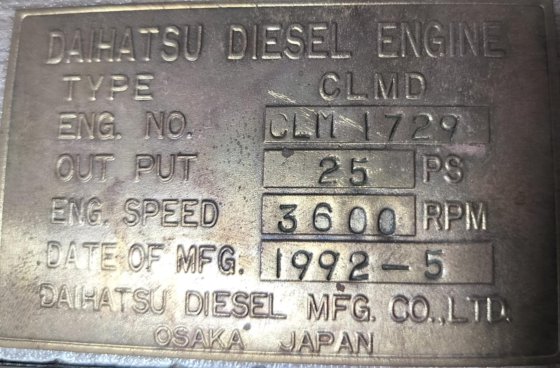 DAIHATSU DIESEL ENGINE
TYPE CLMD
ENG. NO. CLM 1729
OUT PUT 25 PS
ENG. SPEED 3600 RPM
DATE OF MFG. 1992-5
DAIHATSU DIESEL MFG. CO.,LTD.
OSAKA JAPAN